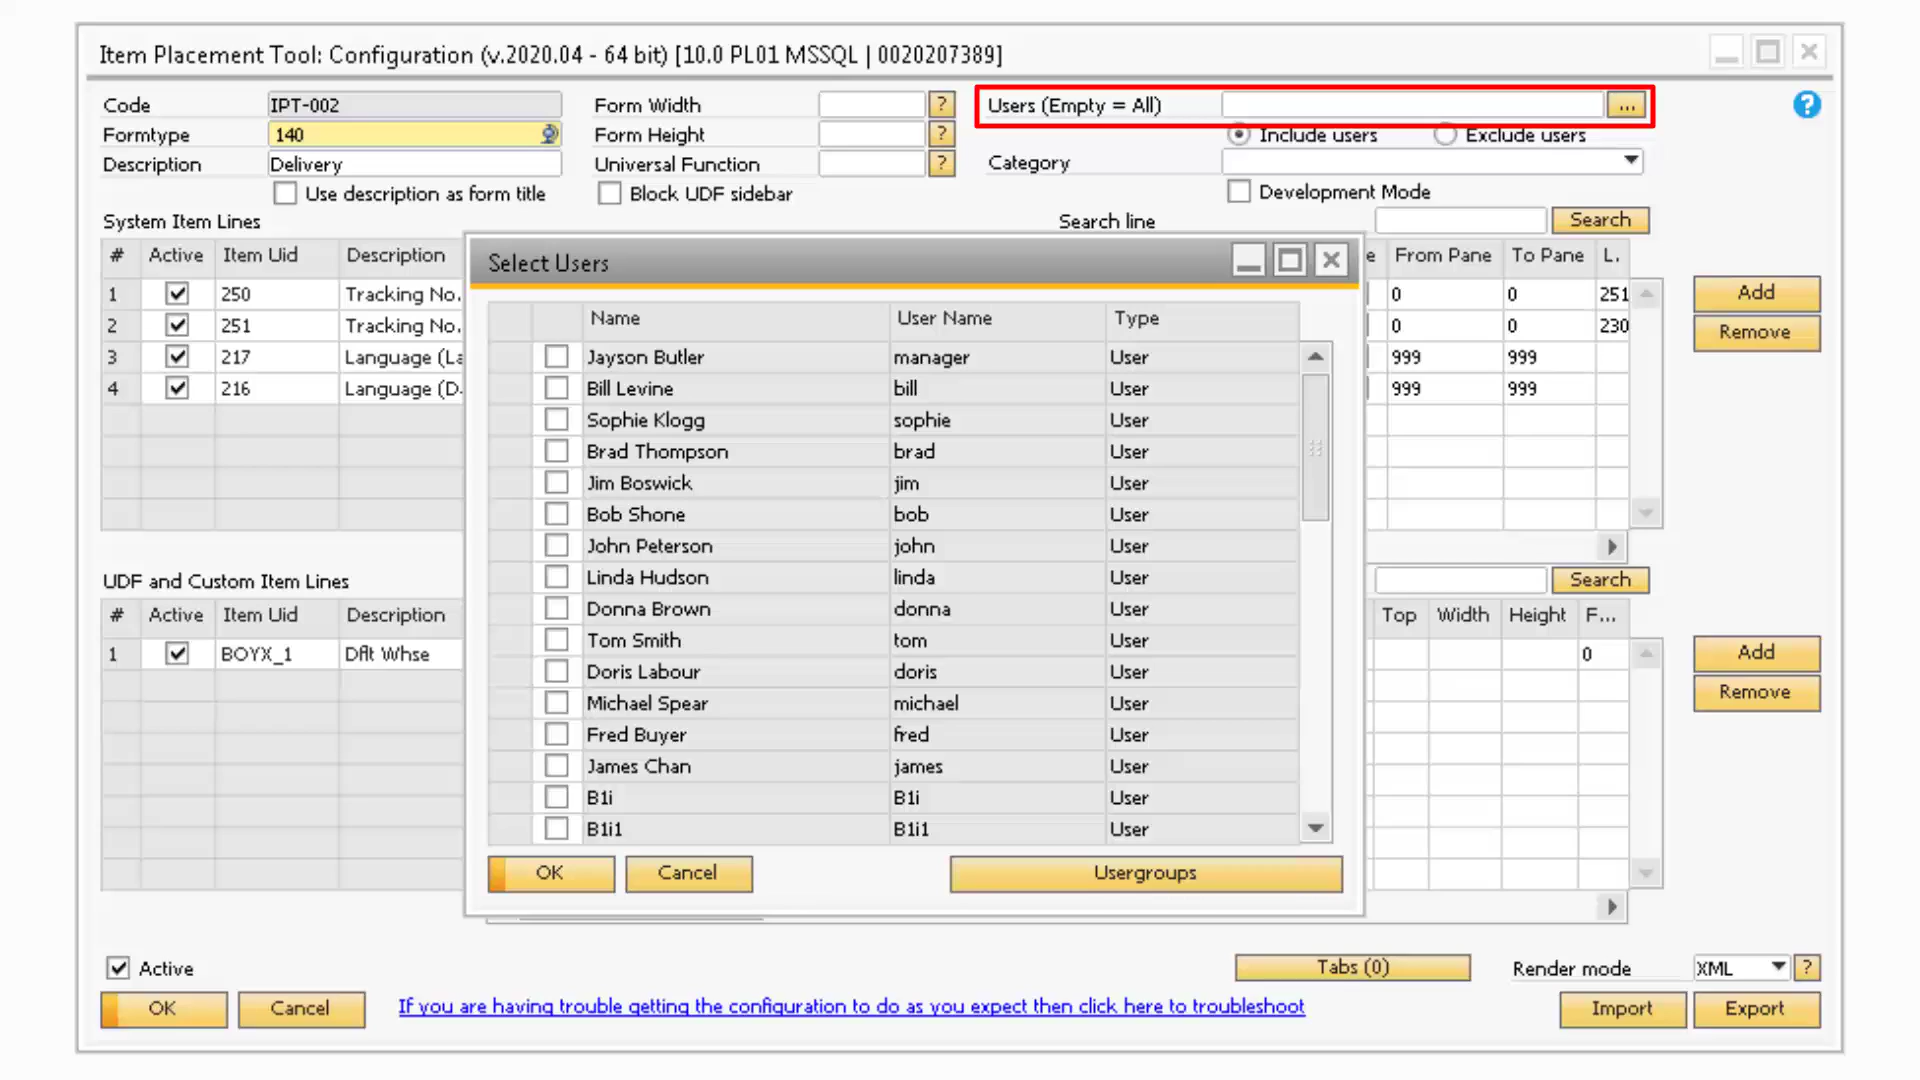 Item Placement Tool: Configuration (v.2020.04 - 64 bit) [10.0 PL01 MSSQL | 0020207389]
Code IPT-002 Form Width ? Users (Empty = All) ... ?
Formtype 140 Form Height ? Include users Exclude users
Description Delivery Universal Function ? Category
Use description as form title Block UDF sidebar Development Mode
System Item Lines Search line Search
# Active Item Uid Description e From Pane To Pane L.
1 250 Tracking No. 0 0 251
2 251 Tracking No. 0 0 230
3 217 Language (La 999 999
4 216 Language (D 999 999
Add
Remove
Select Users
Name User Name Type
Jayson Butler manager User
Bill Levine bill User
Sophie Klogg sophie User
Brad Thompson brad User
Jim Boswick jim User
Bob Shone bob User
John Peterson john User
Linda Hudson linda User
Donna Brown donna User
Tom Smith tom User
Doris Labour doris User
Michael Spear michael User
Fred Buyer fred User
James Chan james User
B1i B1i User
B1i1 B1i1 User
OK Cancel Usergroups
UDF and Custom Item Lines Search
# Active Item Uid Description Top Width Height F...
1 BOYX_1 Dflt Whse 0
Add
Remove
Active Tabs (0) Render mode XML ?
OK Cancel If you are having trouble getting the configuration to do as you expect then click here to troubleshoot Import Export